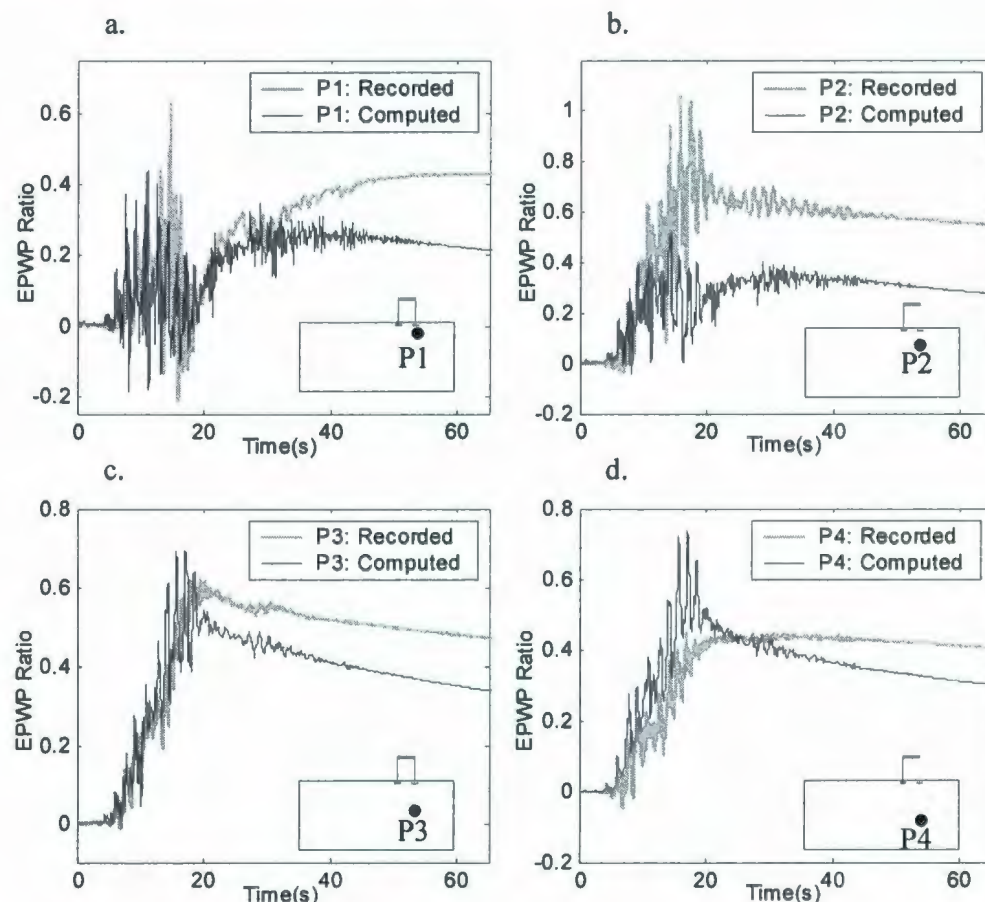 a.
P1: Recorded
P1: Computed
EPWP Ratio
0.6
0.4
0.2
0
-0.2
0
20
40
60
Time(s)
P1
b.
P2: Recorded
P2: Computed
EPWP Ratio
1
0.8
0.6
0.4
0.2
0
0.2
0
20
40
60
Time(s)
P2
c.
P3: Recorded
P3: Computed
EPWP Ratio
0.8
0.6
0.4
0.2
0
0
20
40
60
Time(s)
P3
d.
P4: Recorded
P4: Computed
EPWP Ratio
0.8
0.6
0.4
0.2
0
-0.2
0
20
40
60
Time(s)
P4